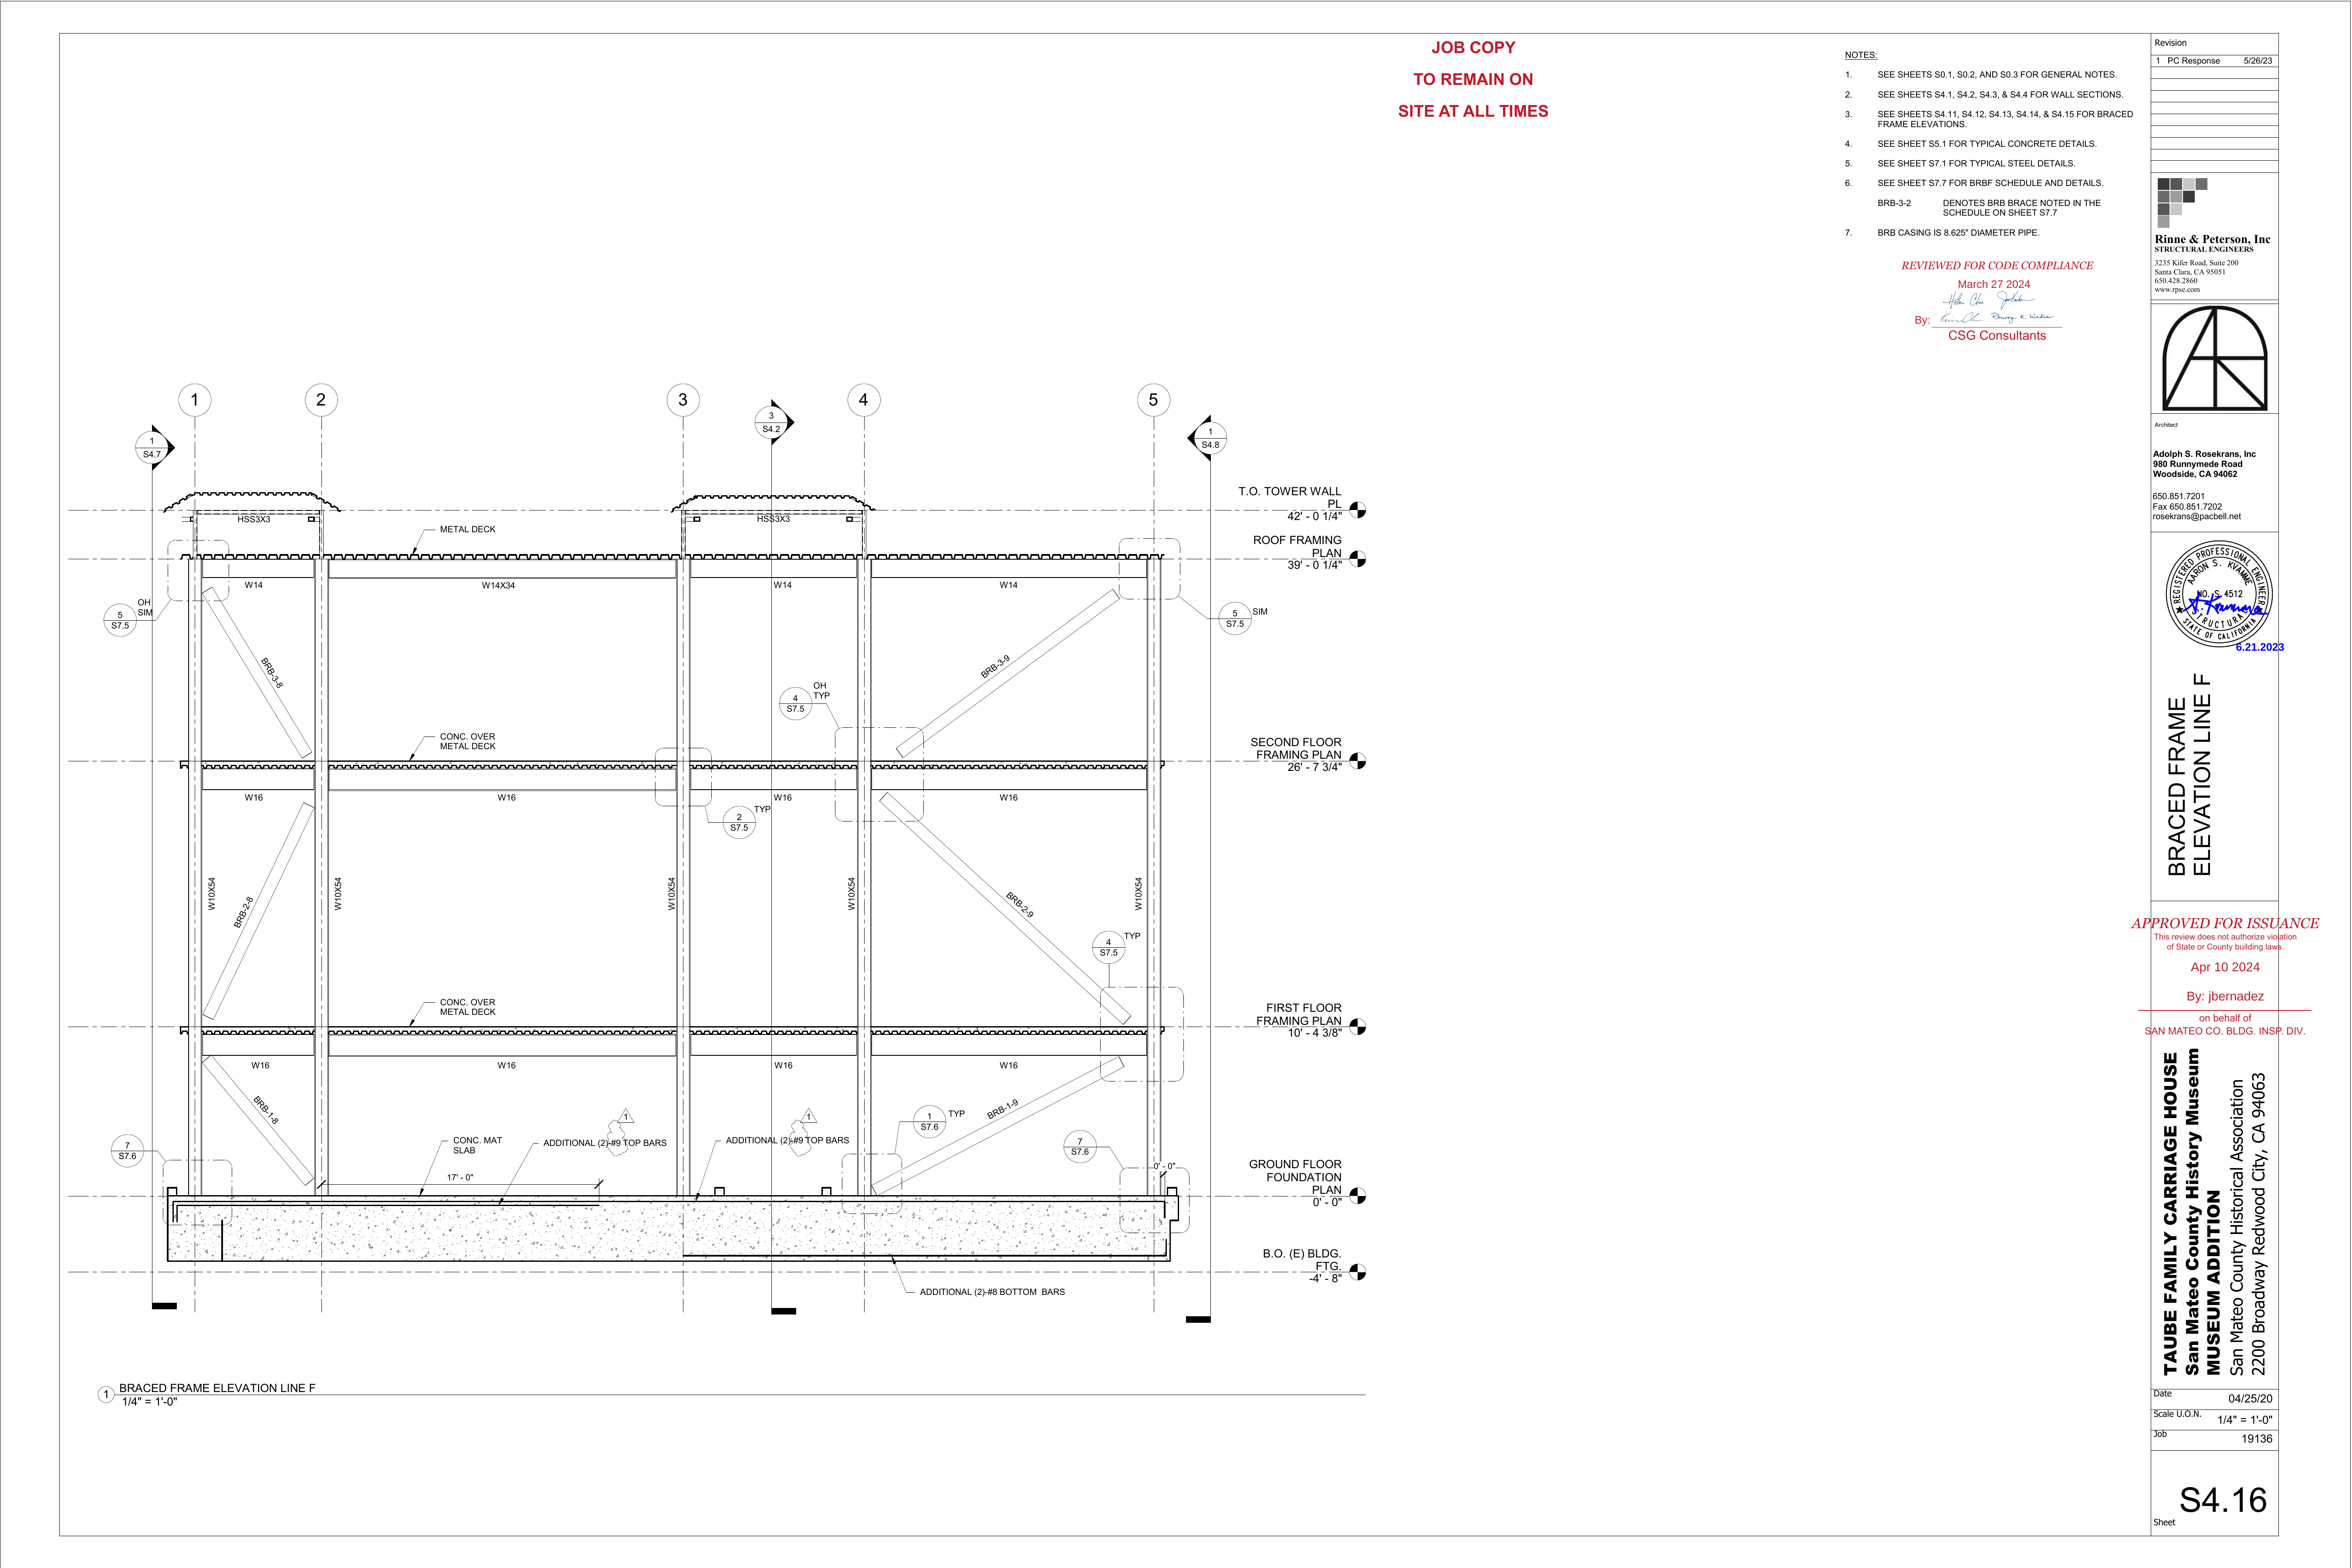 JOB COPY
TO REMAIN ON
SITE AT ALL TIMES
NOTES:
1. SEE SHEETS S0.1, S0.2, AND S0.3 FOR GENERAL NOTES.
2. SEE SHEETS S4.1, S4.2, S4.3, & S4.4 FOR WALL SECTIONS.
3. SEE SHEETS S4.11, S4.12, S4.13, S4.14, & S4.15 FOR BRACED
FRAME ELEVATIONS.
4. SEE SHEET S5.1 FOR TYPICAL CONCRETE DETAILS.
5. SEE SHEET S7.1 FOR TYPICAL STEEL DETAILS.
6. SEE SHEET S7.7 FOR BRBF SCHEDULE AND DETAILS.
BRB-3-2 DENOTES BRB BRACE NOTED IN THE
SCHEDULE ON SHEET S7.7
7. BRB CASING IS 8.625" DIAMETER PIPE.
REVIEWED FOR CODE COMPLIANCE
March 27 2024
By:
CSG Consultants
1 2 3 4 5
1
S4.7
3
S4.2
1
S4.8
T.O. TOWER WALL
PL
42' - 0 1/4"
HSS3X3 HSS3X3
METAL DECK
ROOF FRAMING
PLAN
39' - 0 1/4"
W14 W14X34 W14 W14
OH
SIM
5
S7.5
5
S7.5
SIM
BRB-3-8
BRB-3-9
OH
TYP
4
S7.5
CONC. OVER
METAL DECK
SECOND FLOOR
FRAMING PLAN
26' - 7 3/4"
W16 W16 W16 W16
TYP
2
S7.5
W10X54 W10X54 W10X54 W10X54 W10X54
BRB-2-8
BRB-2-9
TYP
4
S7.5
CONC. OVER
METAL DECK
FIRST FLOOR
FRAMING PLAN
10' - 4 3/8"
W16 W16 W16 W16
BRB-1-8
BRB-1-9
1 1
1
S7.6
TYP
7
S7.6
CONC. MAT
SLAB
ADDITIONAL (2)-#9 TOP BARS
ADDITIONAL (2)-#9 TOP BARS
7
S7.6
17' - 0"
0' - 0"
GROUND FLOOR
FOUNDATION
PLAN
0' - 0"
B.O. (E) BLDG.
FTG.
-4' - 8"
ADDITIONAL (2)-#8 BOTTOM BARS
1 BRACED FRAME ELEVATION LINE F
1/4" = 1'-0"
Revision
1 PC Response 5/26/23
Rinne & Peterson, Inc
STRUCTURAL ENGINEERS
3235 Kifer Road, Suite 200
Santa Clara, CA 95051
650.428.2860
www.rpse.com
Architect
Adolph S. Rosekrans, Inc
980 Runnymede Road
Woodside, CA 94062
650.851.7201
Fax 650.851.7202
rosekrans@pacbell.net
REGISTERED PROFESSIONAL ENGINEER
AARON S. KVAMME
NO. S 4512
STRUCTURAL
STATE OF CALIFORNIA
6.21.2023
BRACED FRAME
ELEVATION LINE F
APPROVED FOR ISSUANCE
This review does not authorize violation
of State or County building laws.
Apr 10 2024
By: jbernadez
on behalf of
SAN MATEO CO. BLDG. INSP. DIV.
TAUBE FAMILY CARRIAGE HOUSE
San Mateo County History Museum
MUSEUM ADDITION
San Mateo County Historical Association
2200 Broadway Redwood City, CA 94063
Date 04/25/20
Scale U.O.N. 1/4" = 1'-0"
Job 19136
S4.16
Sheet